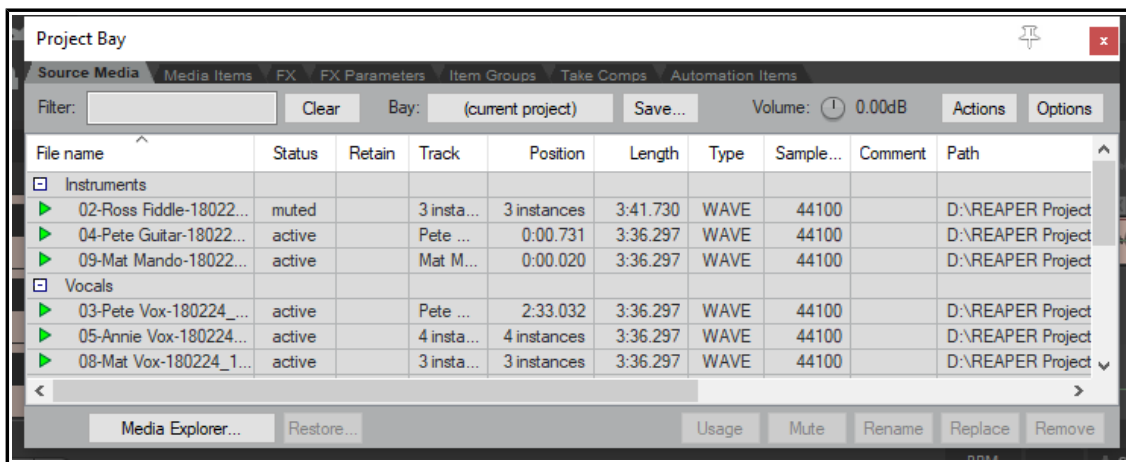 Project Bay
Source Media Media Items FX FX Parameters Item Groups Take Comps Automation Items
Filter: Clear Bay: (current project) Save... Volume: 0.00dB Actions Options
File name Status Retain Track Position Length Type Sample... Comment Path
Instruments
02-Ross Fiddle-18022... muted 3 insta... 3 instances 3:41.730 WAVE 44100 D:\REAPER Project
04-Pete Guitar-18022... active Pete ... 0:00.731 3:36.297 WAVE 44100 D:\REAPER Project
09-Mat Mando-18022... active Mat M... 0:00.020 3:36.297 WAVE 44100 D:\REAPER Project
Vocals
03-Pete Vox-180224_... active Pete ... 2:33.032 3:36.297 WAVE 44100 D:\REAPER Project
05-Annie Vox-180224... active 4 insta... 4 instances 3:36.297 WAVE 44100 D:\REAPER Project
08-Mat Vox-180224_1... active 3 insta... 3 instances 3:36.297 WAVE 44100 D:\REAPER Project
Media Explorer... Restore... Usage Mute Rename Replace Remove